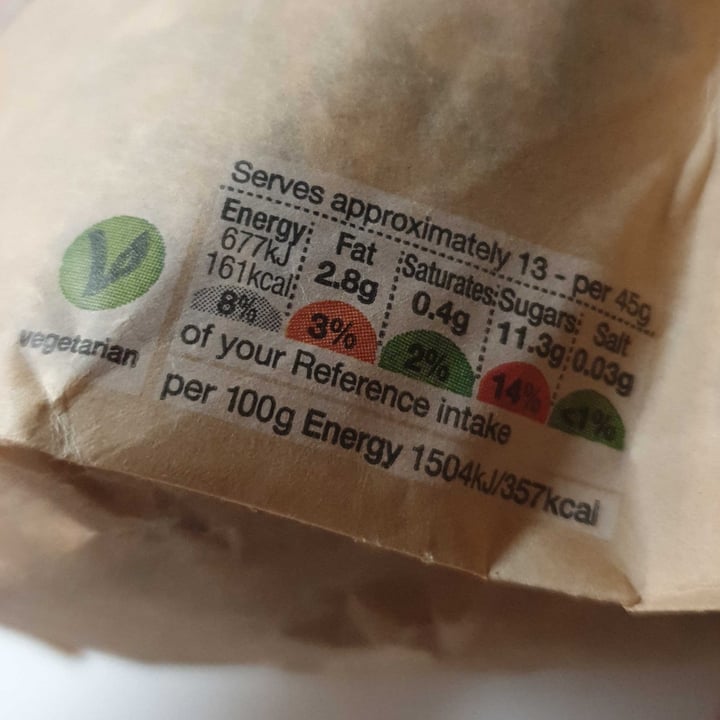 Serves approximately 13 - per 45g
Energy Fat Saturates Sugars Salt
677kJ 2.8g 0.4g 11.3g 0.03g
161kcal
8% 3% 2% 14% <1%
of your Reference intake
per 100g Energy 1504kJ/357kcal
V
vegetarian